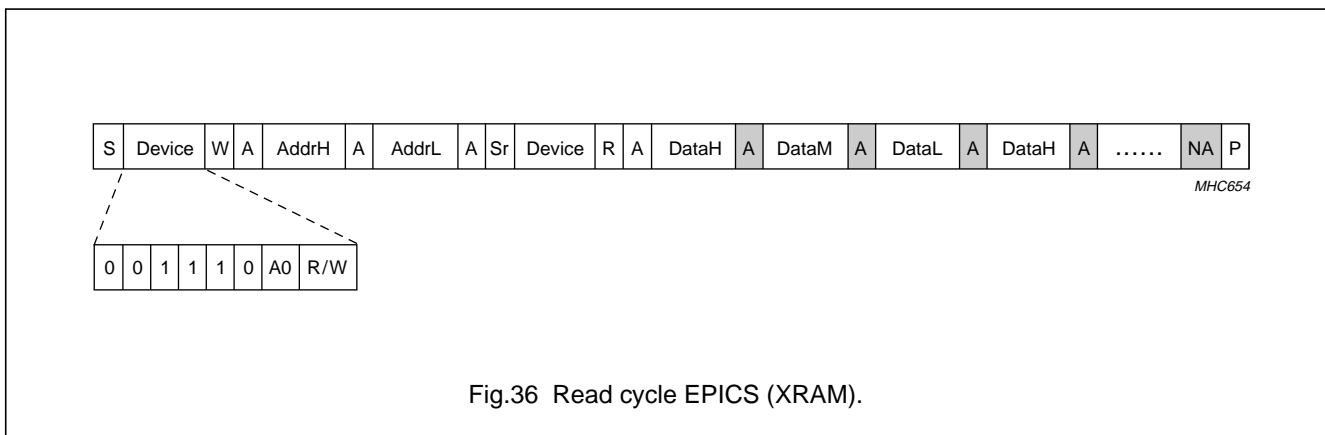 S Device W A AddrH A AddrL A Sr Device R A DataH A DataM A DataL A DataH A ...... NA P
MHC654
0 0 1 1 1 0 A0 R/W
Fig.36 Read cycle EPICS (XRAM).